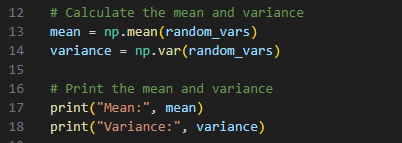 12 # Calculate the mean and variance
13 mean = np.mean(random_vars)
14 variance = np.var(random_vars)
15
16 # Print the mean and variance
17 print("Mean:", mean)
18 print("Variance:", variance)